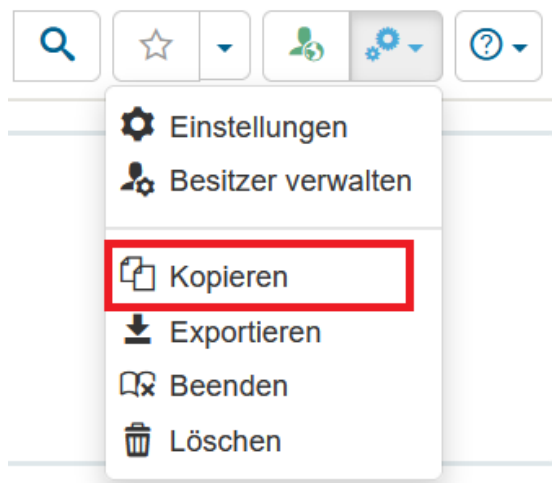 Einstellungen
Besitzer verwalten
Kopieren
Exportieren
Beenden
Löschen